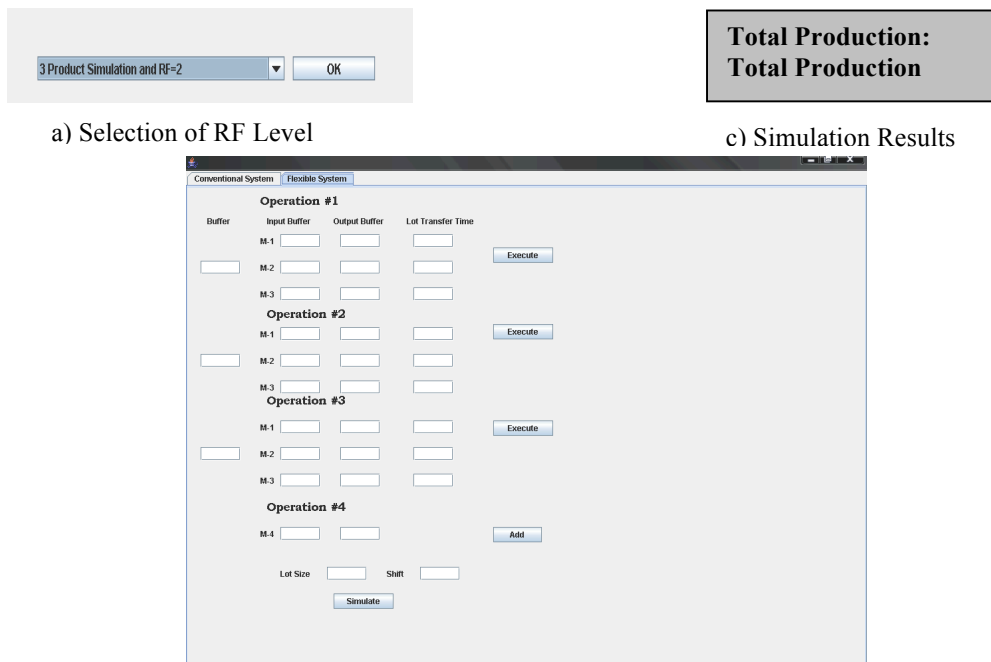 3 Product Simulation and RF=2
OK
Total Production:
Total Production
a) Selection of RF Level
c) Simulation Results
Conventional System Flexible System
Operation #1
Buffer Input Buffer Output Buffer Lot Transfer Time
M-1
Execute
M-2
M-3
Operation #2
M-1 Execute
M-2
M-3
Operation #3
M-1 Execute
M-2
M-3
Operation #4
M-4 Add
Lot Size Shift
Simulate